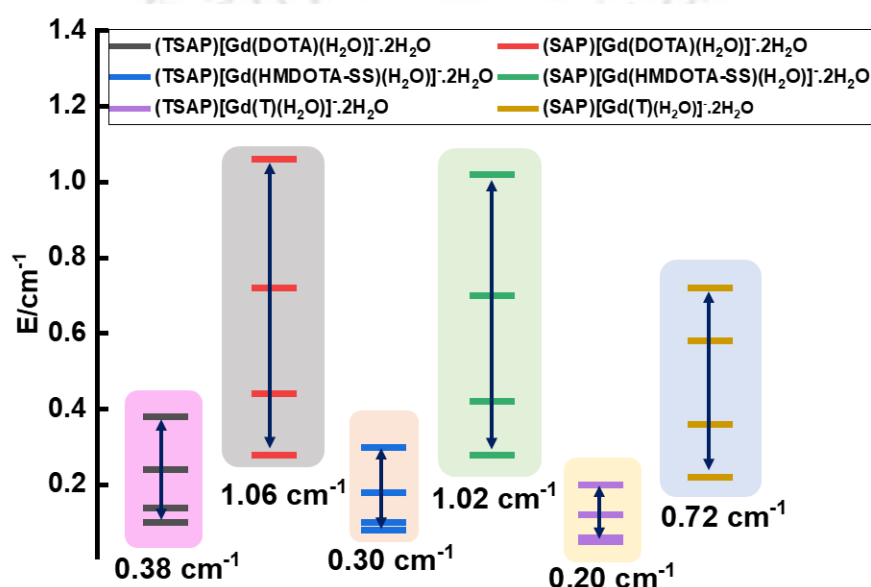 1.4
(TSAP)[Gd(DOTA)(H₂O)]⁻.2H₂O (SAP)[Gd(DOTA)(H₂O)]⁻.2H₂O
(TSAP)[Gd(HMDOTA-SS)(H₂O)]⁻.2H₂O (SAP)[Gd(HMDOTA-SS)(H₂O)]⁻.2H₂O
(TSAP)[Gd(T)(H₂O)]⁻.2H₂O (SAP)[Gd(T)(H₂O)]⁻.2H₂O
1.2
1.0
0.8
E/cm⁻¹
0.6
0.4
0.2
0.38 cm⁻¹
1.06 cm⁻¹
0.30 cm⁻¹
1.02 cm⁻¹
0.20 cm⁻¹
0.72 cm⁻¹